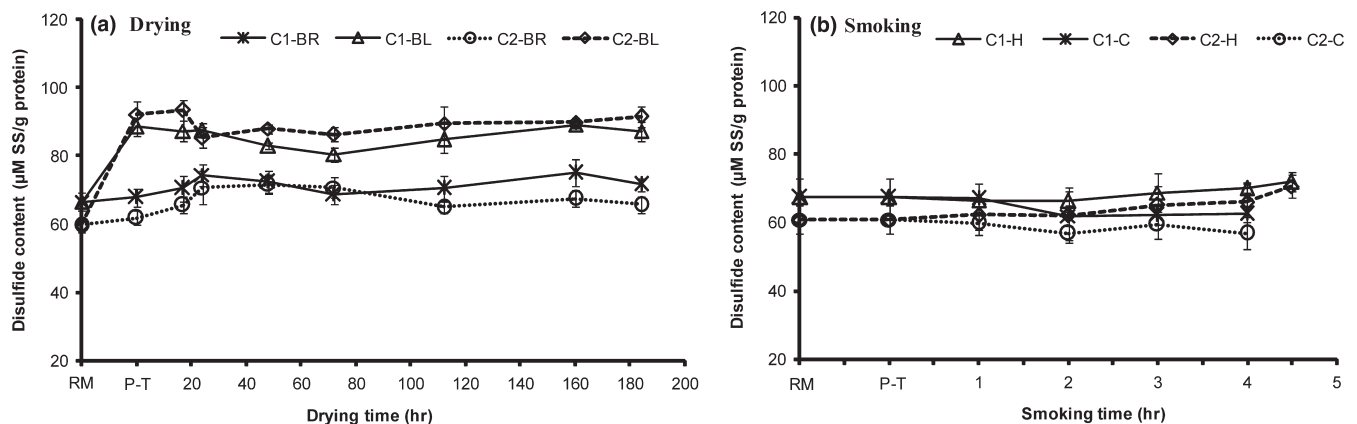 (a) Drying
C1-BR C1-BL C2-BR C2-BL
Disulfide content (µM SS/g protein)
120
100
80
60
40
20
RM P-T 20 40 60 80 100 120 140 160 180 200
Drying time (hr)
(b) Smoking
C1-H C1-C C2-H C2-C
Disulfide content (µM SS/g protein)
120
100
80
60
40
20
RM P-T 1 2 3 4 5
Smoking time (hr)